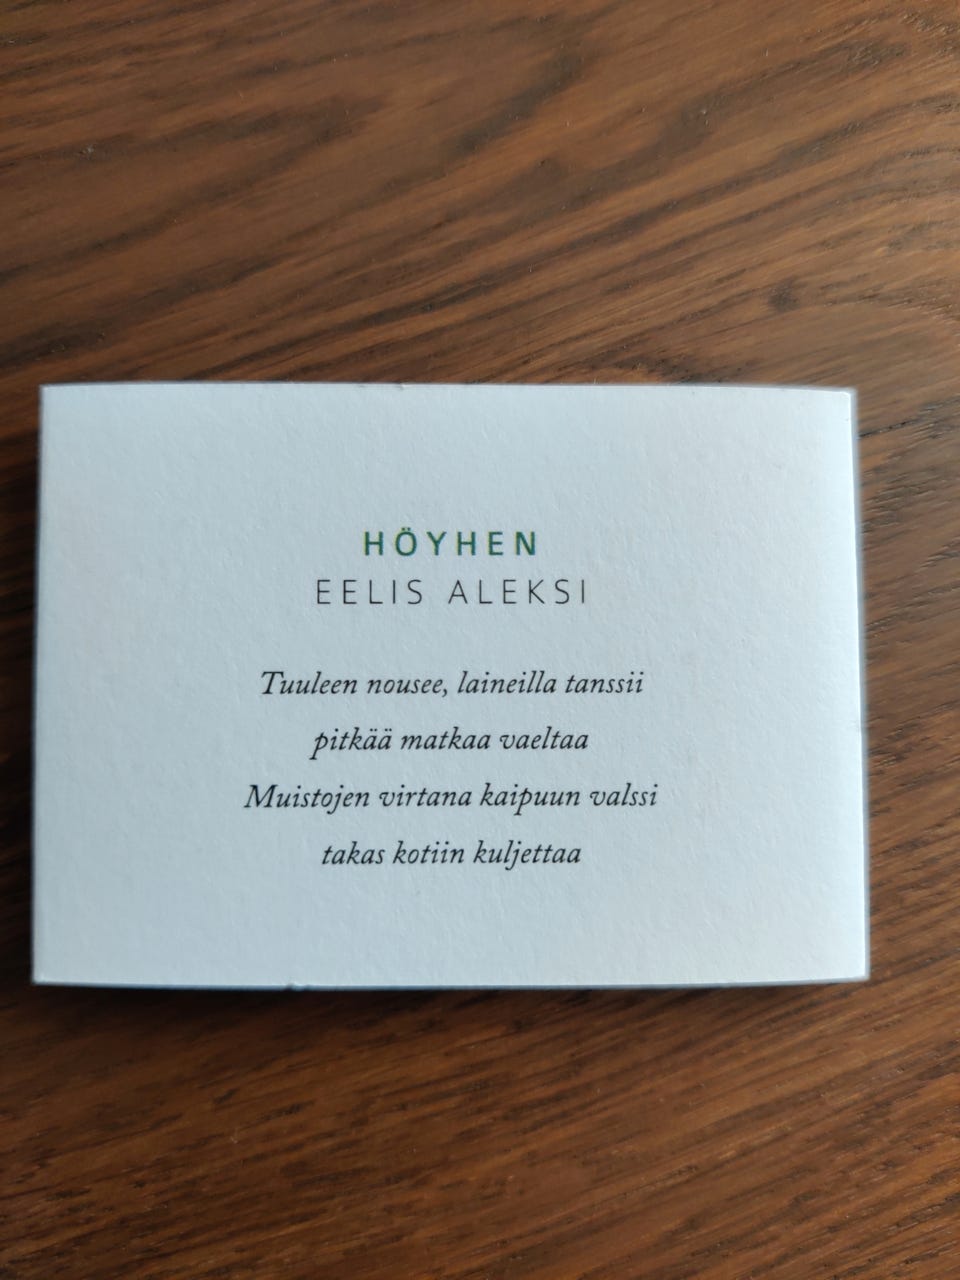 HÖYHEN
EELIS ALEKSI
Tuuleen nousee, laineilla tanssii
pitkää matkaa vaeltaa
Muistojen virtana kaipuun valssi
takas kotiin kuljettaa